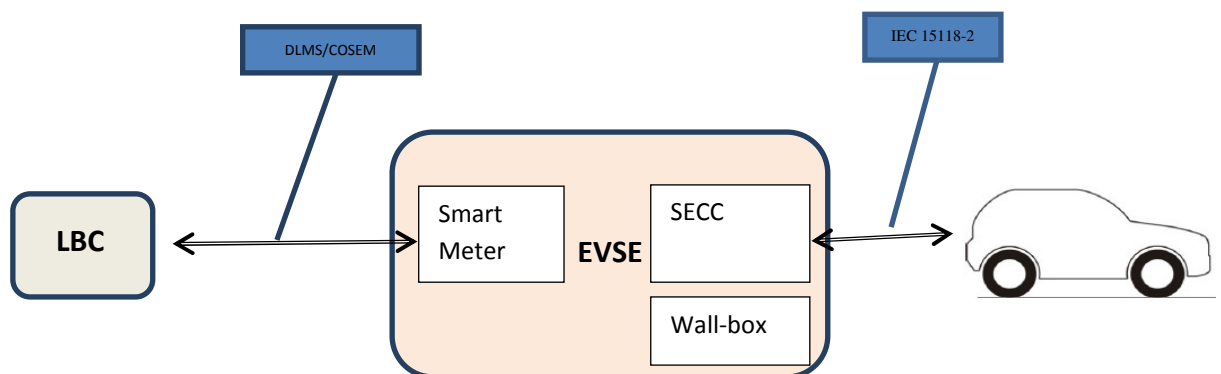 DLMS/COSEM
IEC 15118-2
LBC
Smart
Meter
EVSE
SECC
Wall-box